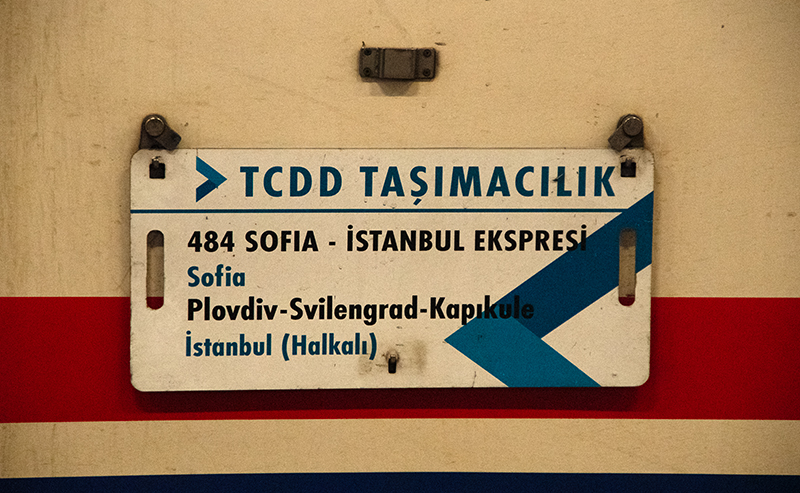 TCDD TAŞIMACILIK
484 SOFIA - İSTANBUL EKSPRESİ
Sofia
Plovdiv-Svilengrad-Kapıkule
İstanbul (Halkalı)